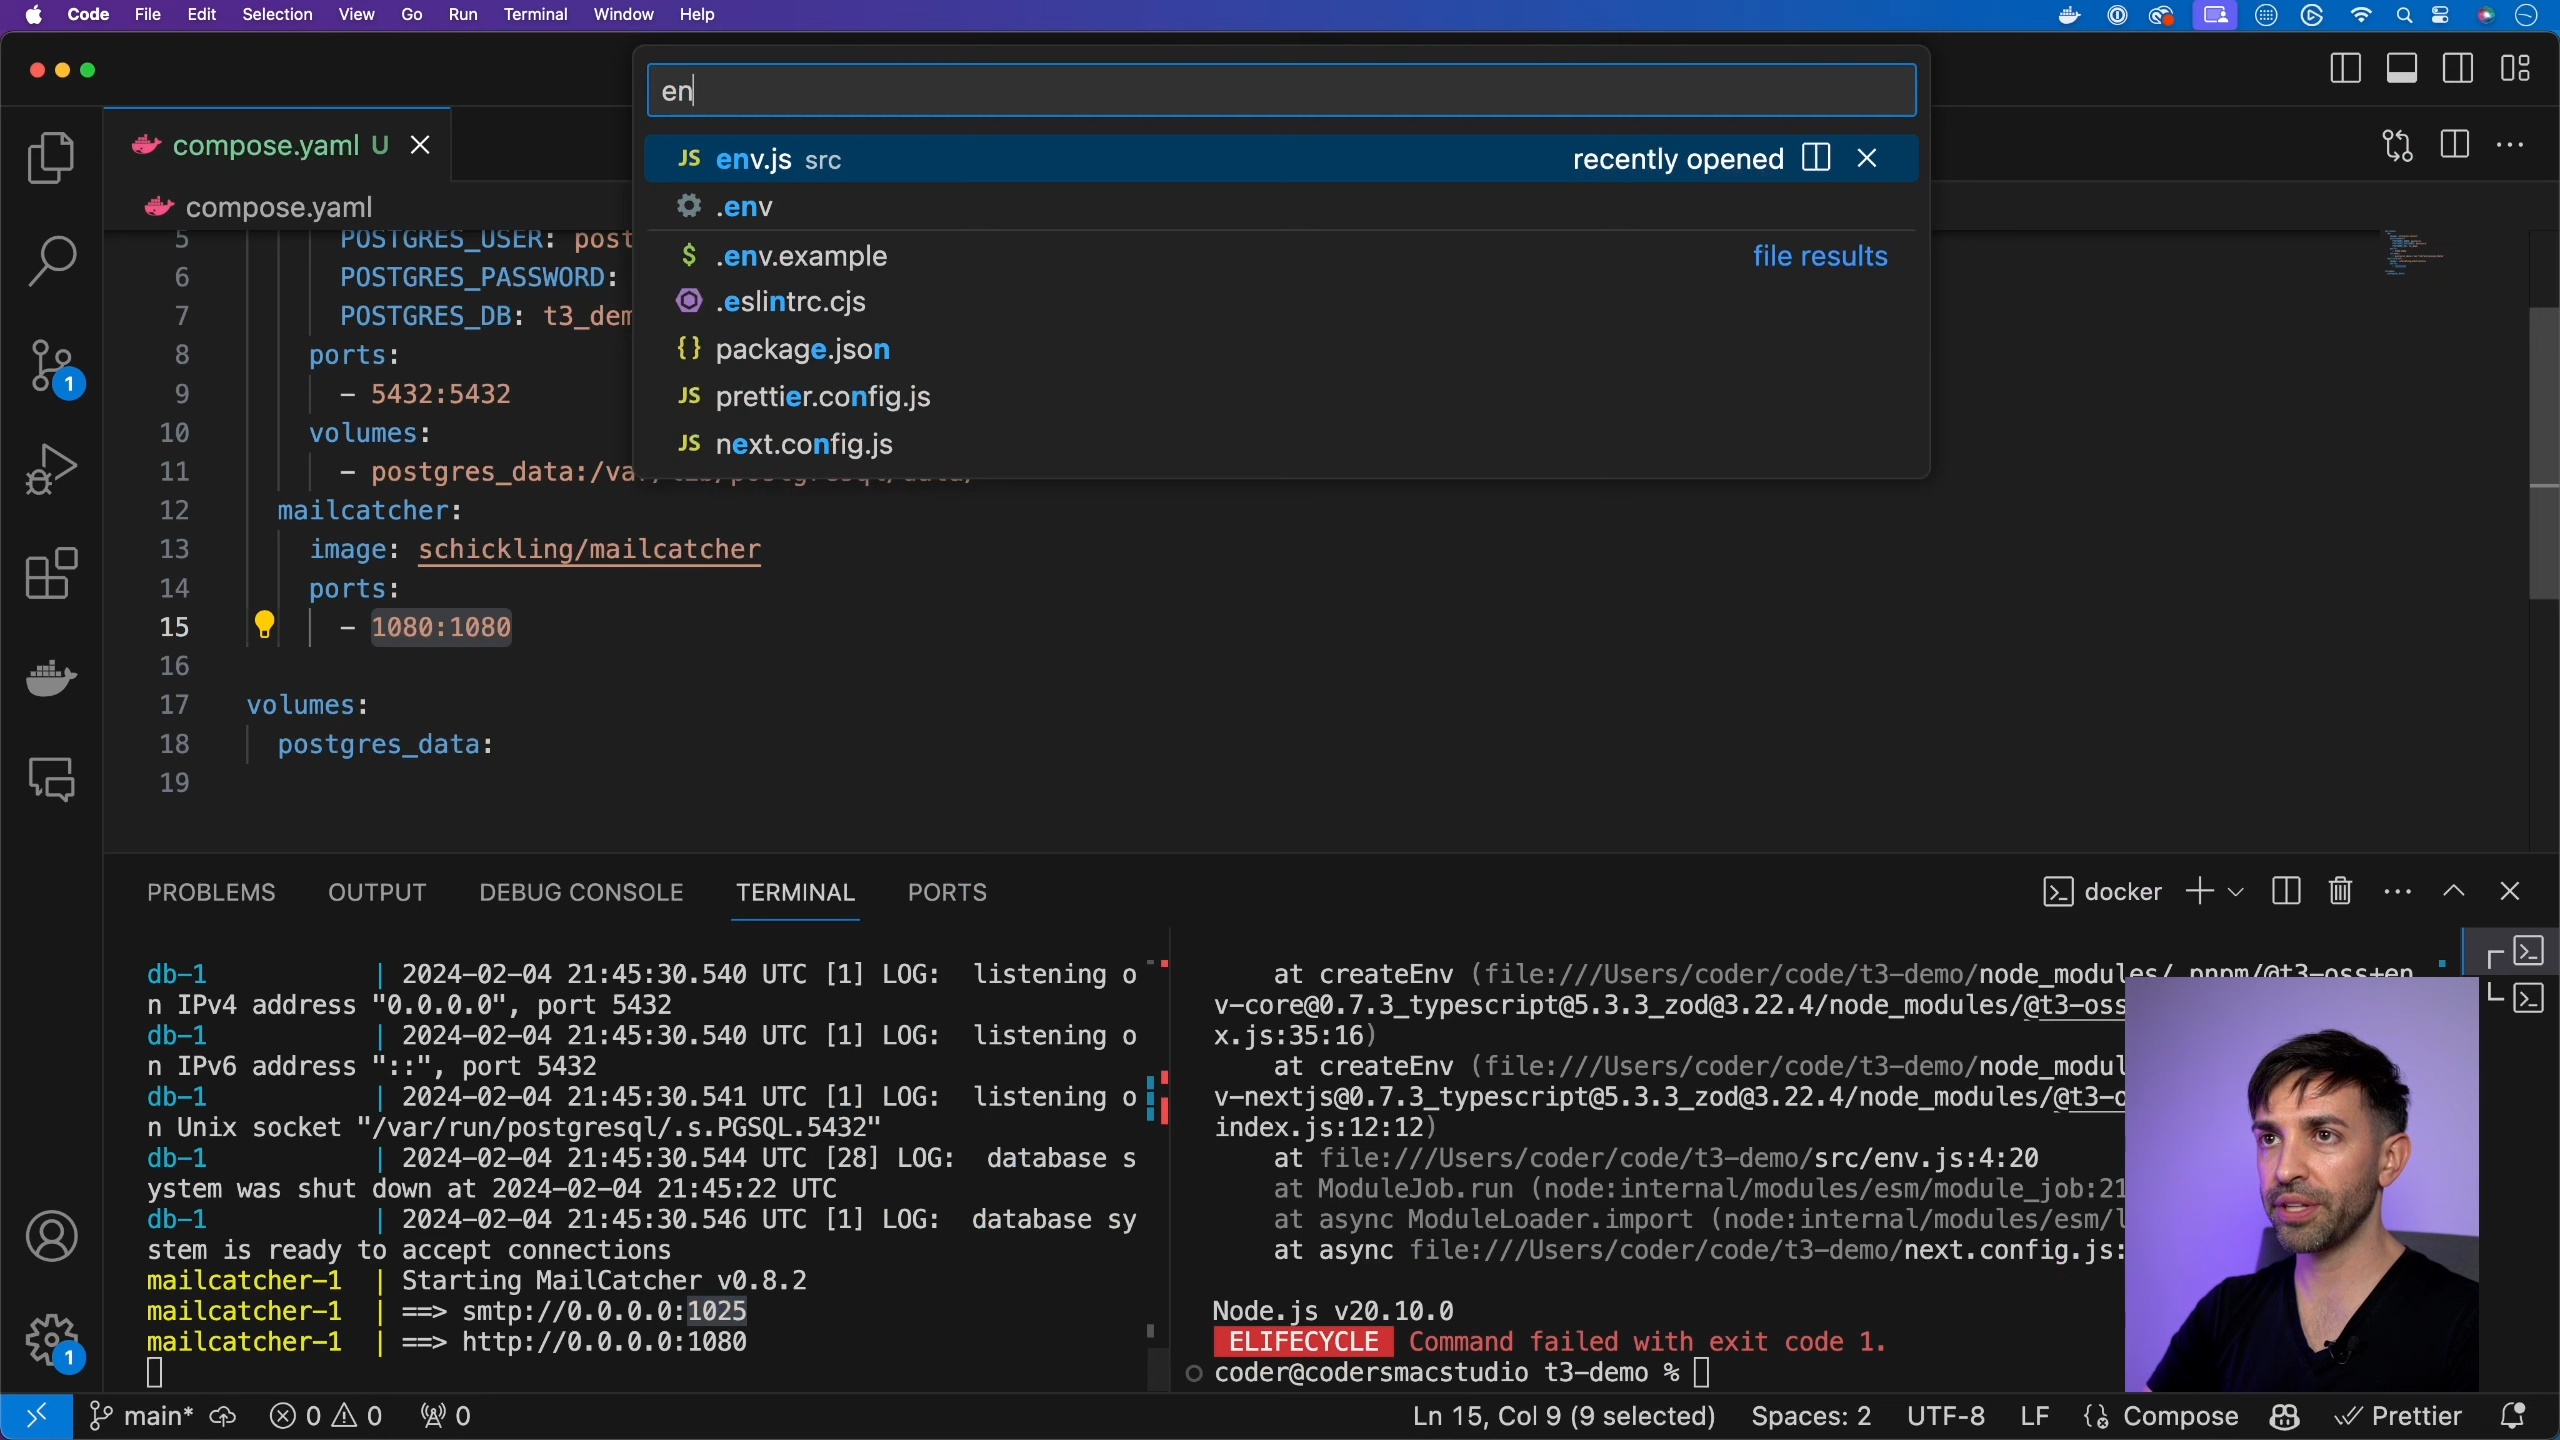 Code File Edit Selection View Go Run Terminal Window Help
en
compose.yaml U
env.js src recently opened
.env
.env.example file results
.eslintrc.cjs
package.json
prettier.config.js
next.config.js
compose.yaml
5 POSTGRES_USER: post
6 POSTGRES_PASSWORD:
7 POSTGRES_DB: t3_dem
8 ports:
9 - 5432:5432
10 volumes:
11 - postgres_data:/var/lib/postgresql/data/
12 mailcatcher:
13 image: schickling/mailcatcher
14 ports:
15 - 1080:1080
16
17 volumes:
18 postgres_data:
19
1
PROBLEMS OUTPUT DEBUG CONSOLE TERMINAL PORTS
docker
db-1 | 2024-02-04 21:45:30.540 UTC [1] LOG: listening o
n IPv4 address "0.0.0.0", port 5432
db-1 | 2024-02-04 21:45:30.540 UTC [1] LOG: listening o
n IPv6 address "::", port 5432
db-1 | 2024-02-04 21:45:30.541 UTC [1] LOG: listening o
n Unix socket "/var/run/postgresql/.s.PGSQL.5432"
db-1 | 2024-02-04 21:45:30.544 UTC [28] LOG: database s
ystem was shut down at 2024-02-04 21:45:22 UTC
db-1 | 2024-02-04 21:45:30.546 UTC [1] LOG: database sy
stem is ready to accept connections
mailcatcher-1 | Starting MailCatcher v0.8.2
mailcatcher-1 | ==> smtp://0.0.0.0:1025
mailcatcher-1 | ==> http://0.0.0.0:1080
at createEnv (file:///Users/coder/code/t3-demo/node_modules/.pnpm/@t3-oss+en
v-core@0.7.3_typescript@5.3.3_zod@3.22.4/node_modules/@t3-oss
x.js:35:16)
at createEnv (file:///Users/coder/code/t3-demo/node_modul
v-nextjs@0.7.3_typescript@5.3.3_zod@3.22.4/node_modules/@t3-o
index.js:12:12)
at file:///Users/coder/code/t3-demo/src/env.js:4:20
at ModuleJob.run (node:internal/modules/esm/module_job:21
at async ModuleLoader.import (node:internal/modules/esm/l
at async file:///Users/coder/code/t3-demo/next.config.js:
Node.js v20.10.0
ELIFECYCLE Command failed with exit code 1.
coder@codersmacstudio t3-demo %
1
main* 0 0 0 Ln 15, Col 9 (9 selected) Spaces: 2 UTF-8 LF Compose Prettier